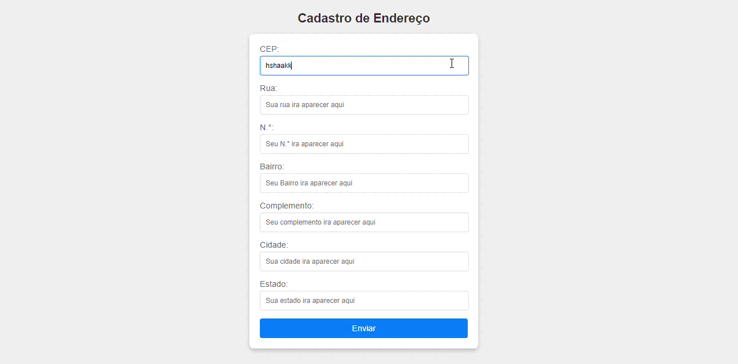 Cadastro de Endereço
CEP:
hshaakk
Rua:
Sua rua ira aparecer aqui
N.°:
Seu N.° ira aparecer aqui
Bairro:
Seu Bairro ira aparecer aqui
Complemento:
Seu complemento ira aparecer aqui
Cidade:
Sua cidade ira aparecer aqui
Estado:
Sua estado ira aparecer aqui
Enviar